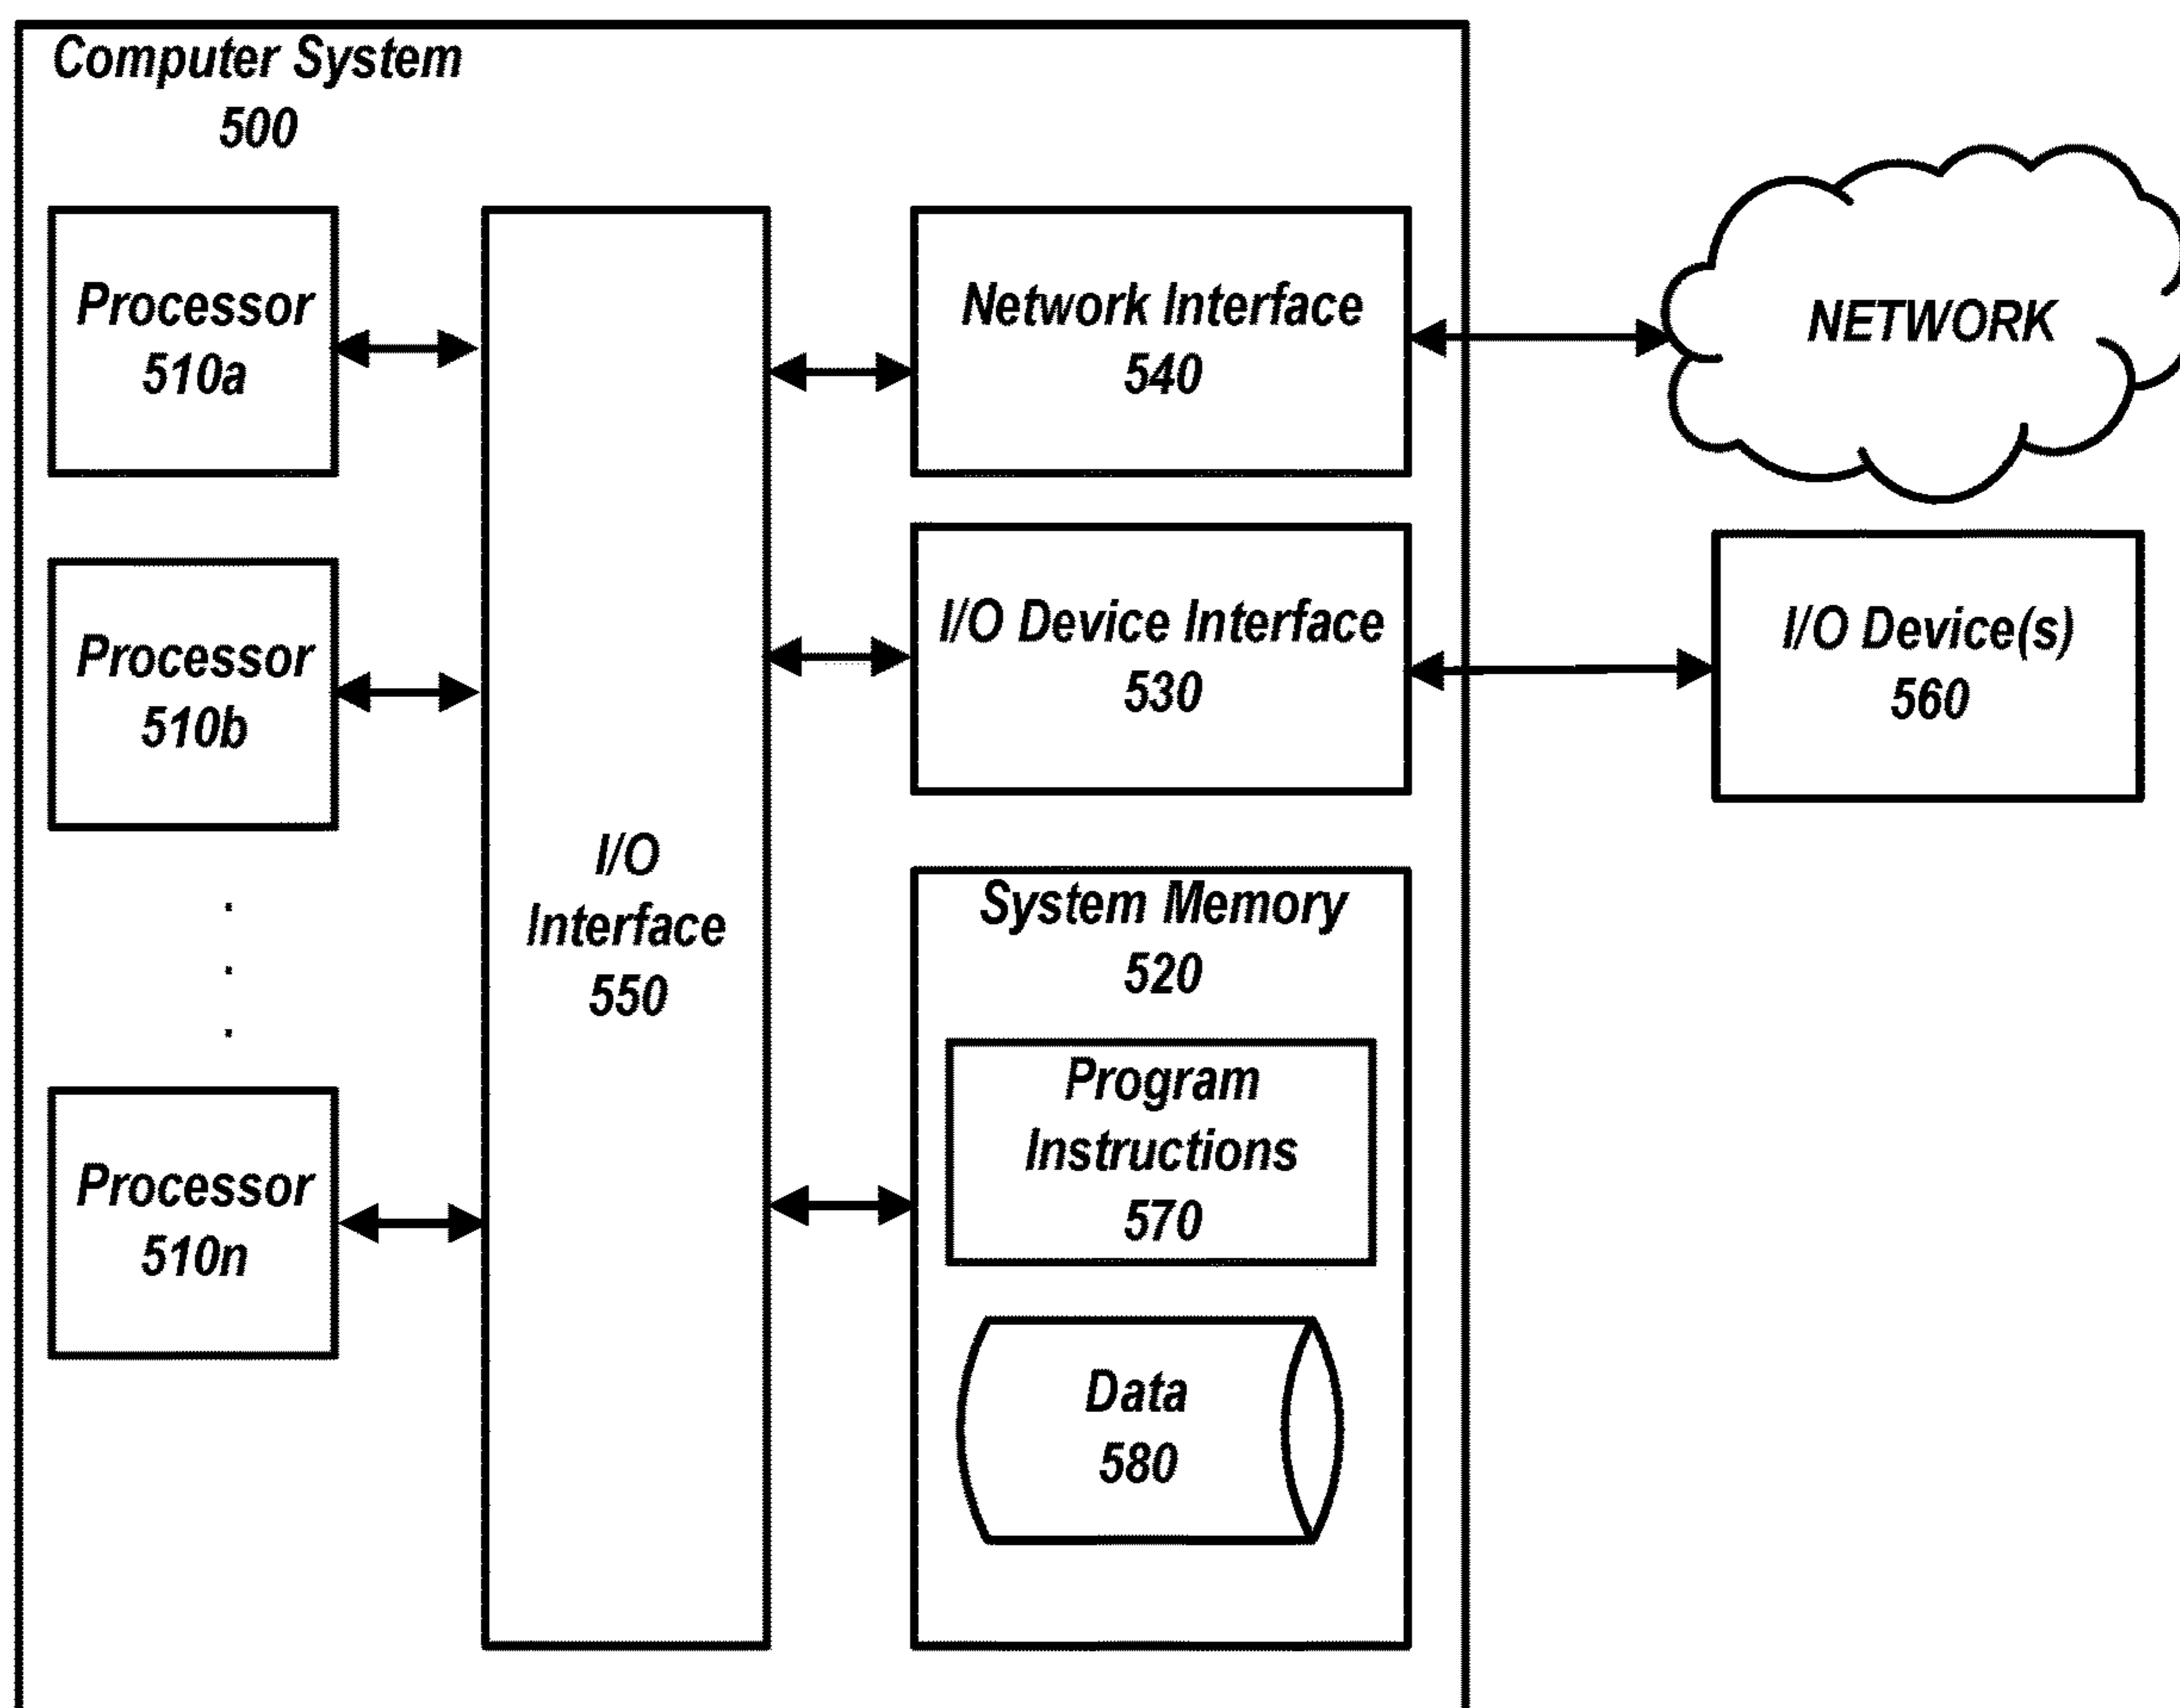 Computer System
500
Processor
510a
Processor
510b
.
.
.
Processor
510n
I/O
Interface
550
Network Interface
540
I/O Device Interface
530
System Memory
520
Program
Instructions
570
Data
580
NETWORK
I/O Device(s)
560